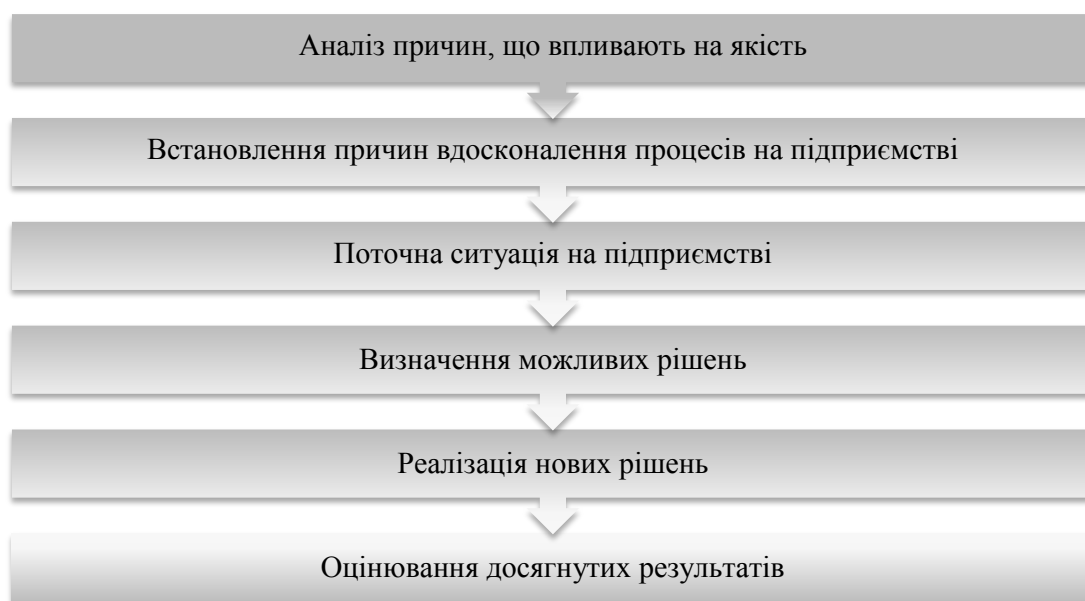 Аналіз причин, що впливають на якість
Встановлення причин вдосконалення процесів на підприємстві
Поточна ситуація на підприємстві
Визначення можливих рішень
Реалізація нових рішень
Оцінювання досягнутих результатів